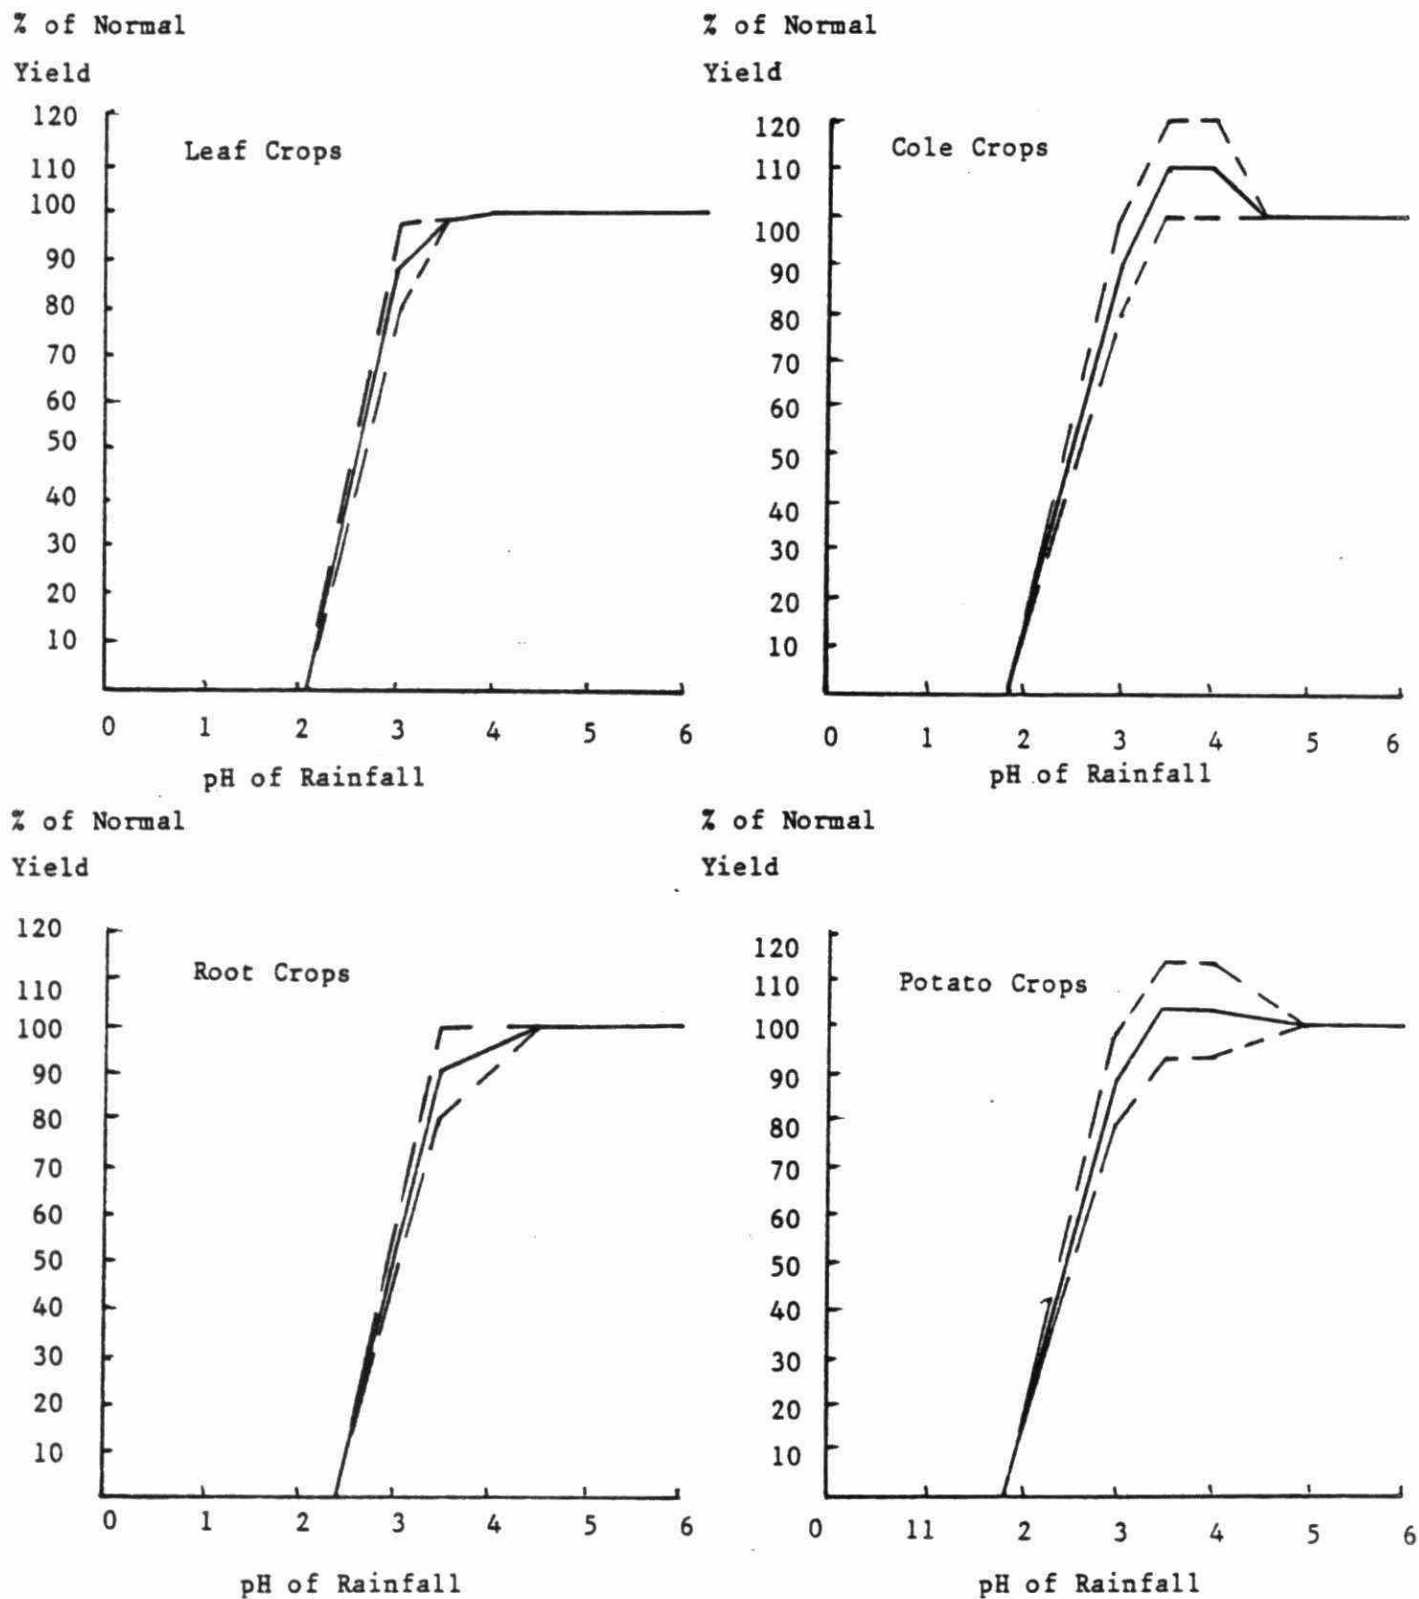 % of Normal
Yield
120
110
100
90
80
70
60
50
40
30
20
10
Leaf Crops
0 1 2 3 4 5 6
pH of Rainfall
% of Normal
Yield
120
110
100
90
80
70
60
50
40
30
20
10
Cole Crops
0 1 2 3 4 5 6
pH of Rainfall
% of Normal
Yield
120
110
100
90
80
70
60
50
40
30
20
10
Root Crops
0 1 2 3 4 5 6
pH of Rainfall
% of Normal
Yield
120
110
100
90
80
70
60
50
40
30
20
10
Potato Crops
0 11 2 3 4 5 6
pH of Rainfall